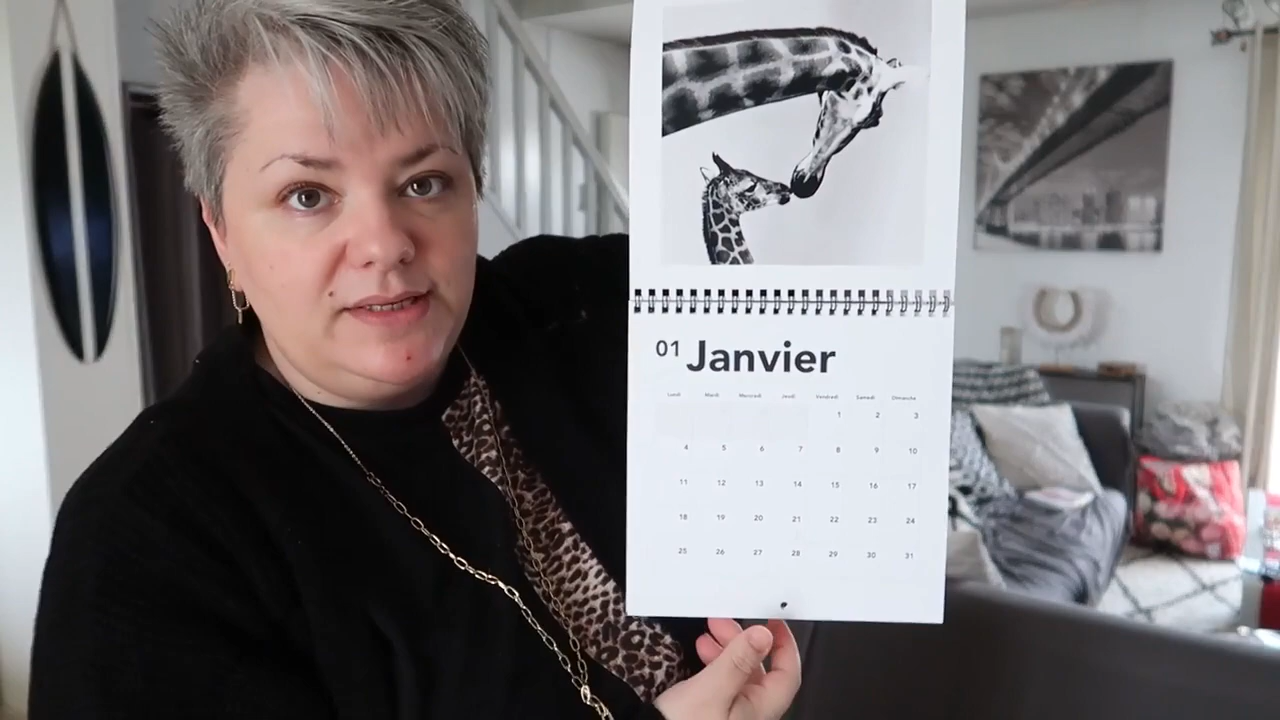 01 Janvier
Lundi Mardi Mercredi Jeudi Vendredi Samedi Dimanche
1 2 3
4 5 6 7 8 9 10
11 12 13 14 15 16 17
18 19 20 21 22 23 24
25 26 27 28 29 30 31